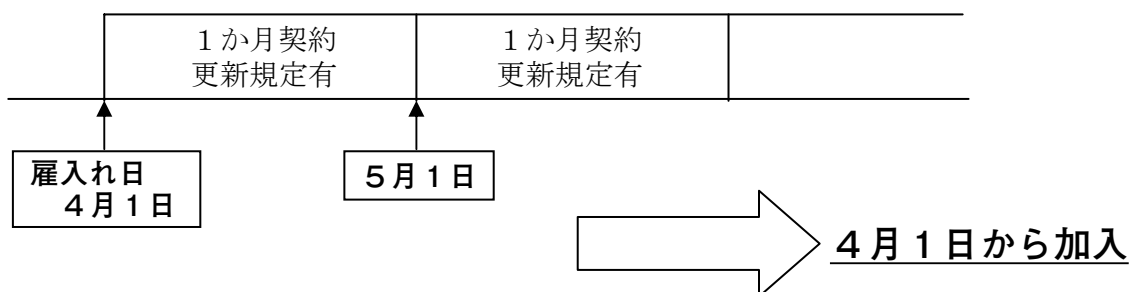 １か月契約
更新規定有
１か月契約
更新規定有
雇入れ日
４月１日
５月１日
４月１日から加入